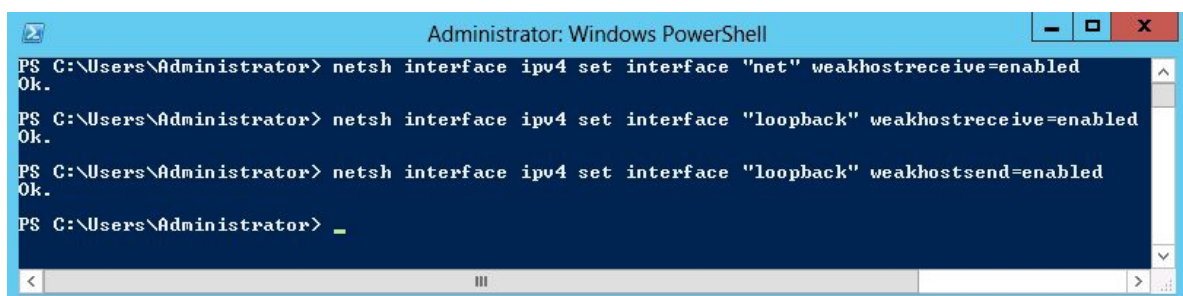 Administrator: Windows PowerShell
PS C:\Users\Administrator> netsh interface ipv4 set interface "net" weakhostreceive=enabled
Ok.
PS C:\Users\Administrator> netsh interface ipv4 set interface "loopback" weakhostreceive=enabled
Ok.
PS C:\Users\Administrator> netsh interface ipv4 set interface "loopback" weakhostsend=enabled
Ok.
PS C:\Users\Administrator> _